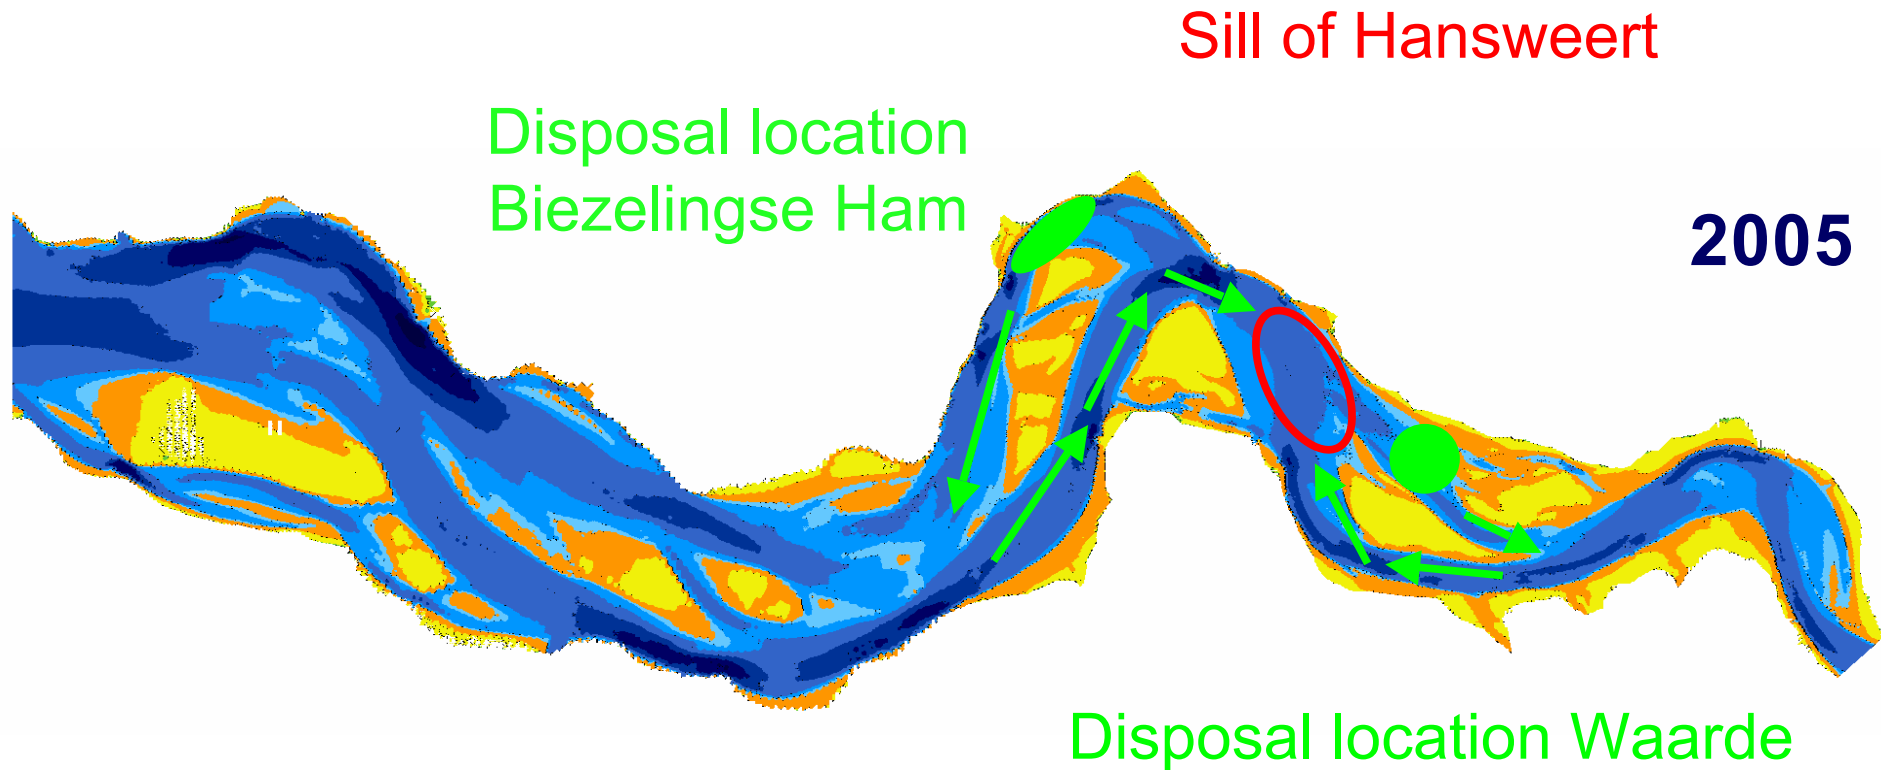 Sill of Hansweert
Disposal location
Biezelingse Ham
2005
Disposal location Waarde